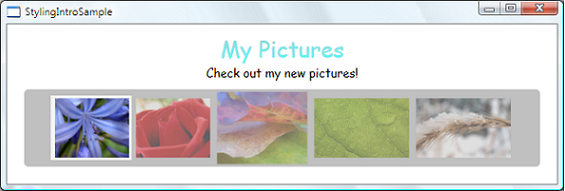 StylingIntroSample
My Pictures
Check out my new pictures!